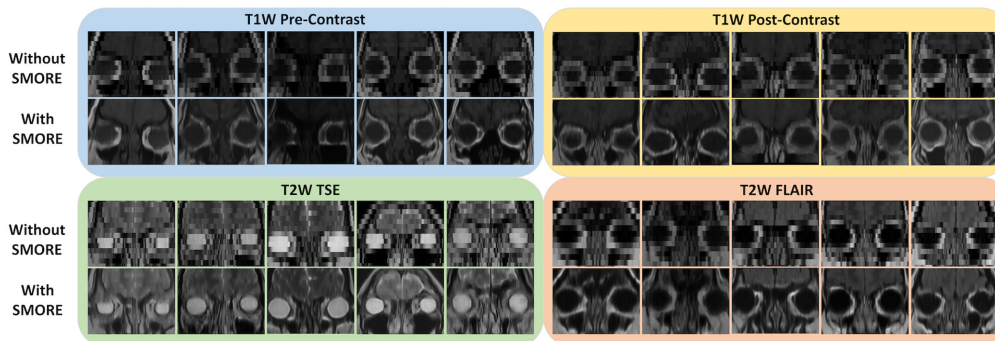 T1W Pre-Contrast
T1W Post-Contrast
Without
SMORE
With
SMORE
T2W TSE
T2W FLAIR
Without
SMORE
With
SMORE